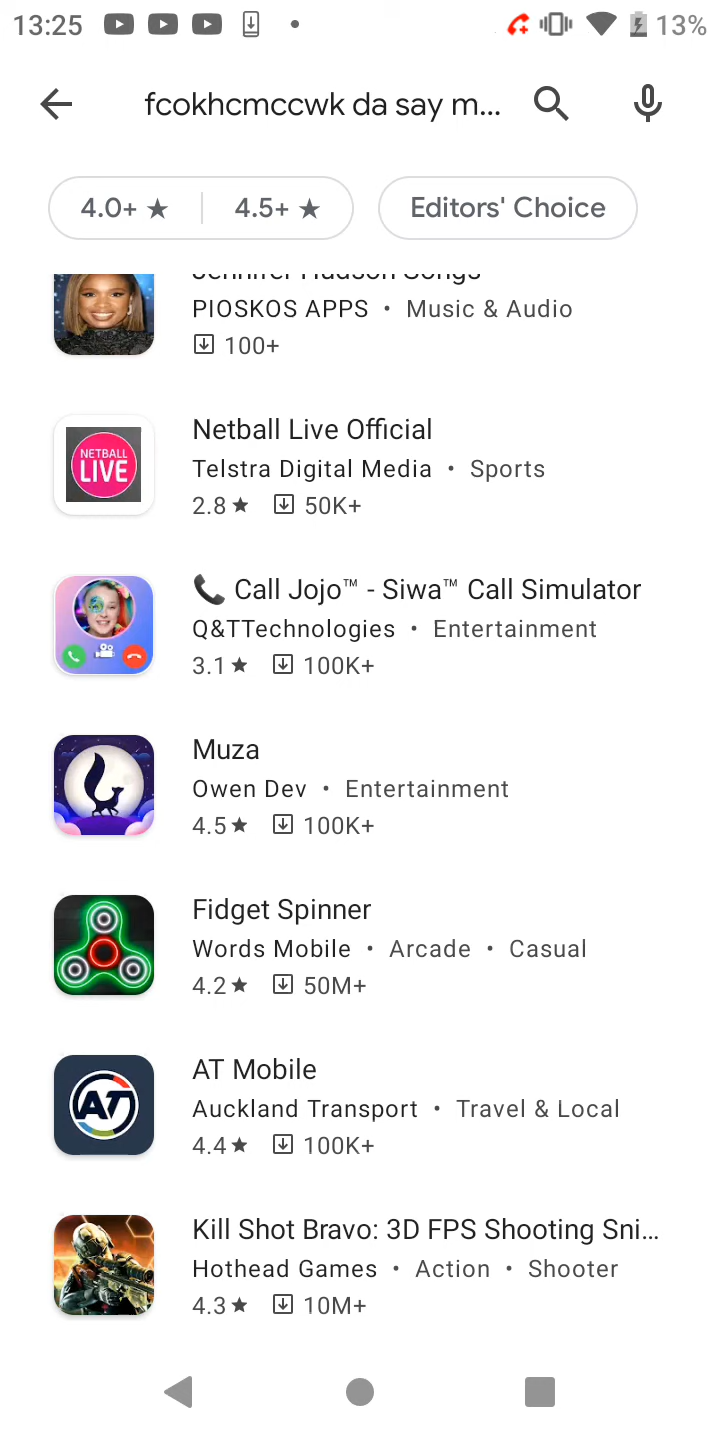 13:25
13%
fcokhcmccwk da say m...
4.0+ ★ 4.5+ ★ Editors' Choice
Jennifer Hudson Songs
PIOSKOS APPS • Music & Audio
100+
NETBALL
LIVE
Netball Live Official
Telstra Digital Media • Sports
2.8★ 50K+
📞 Call Jojo™ - Siwa™ Call Simulator
Q&TTechnologies • Entertainment
3.1★ 100K+
Muza
Owen Dev • Entertainment
4.5★ 100K+
Fidget Spinner
Words Mobile • Arcade • Casual
4.2★ 50M+
AT
AT Mobile
Auckland Transport • Travel & Local
4.4★ 100K+
Kill Shot Bravo: 3D FPS Shooting Sni...
Hothead Games • Action • Shooter
4.3★ 10M+